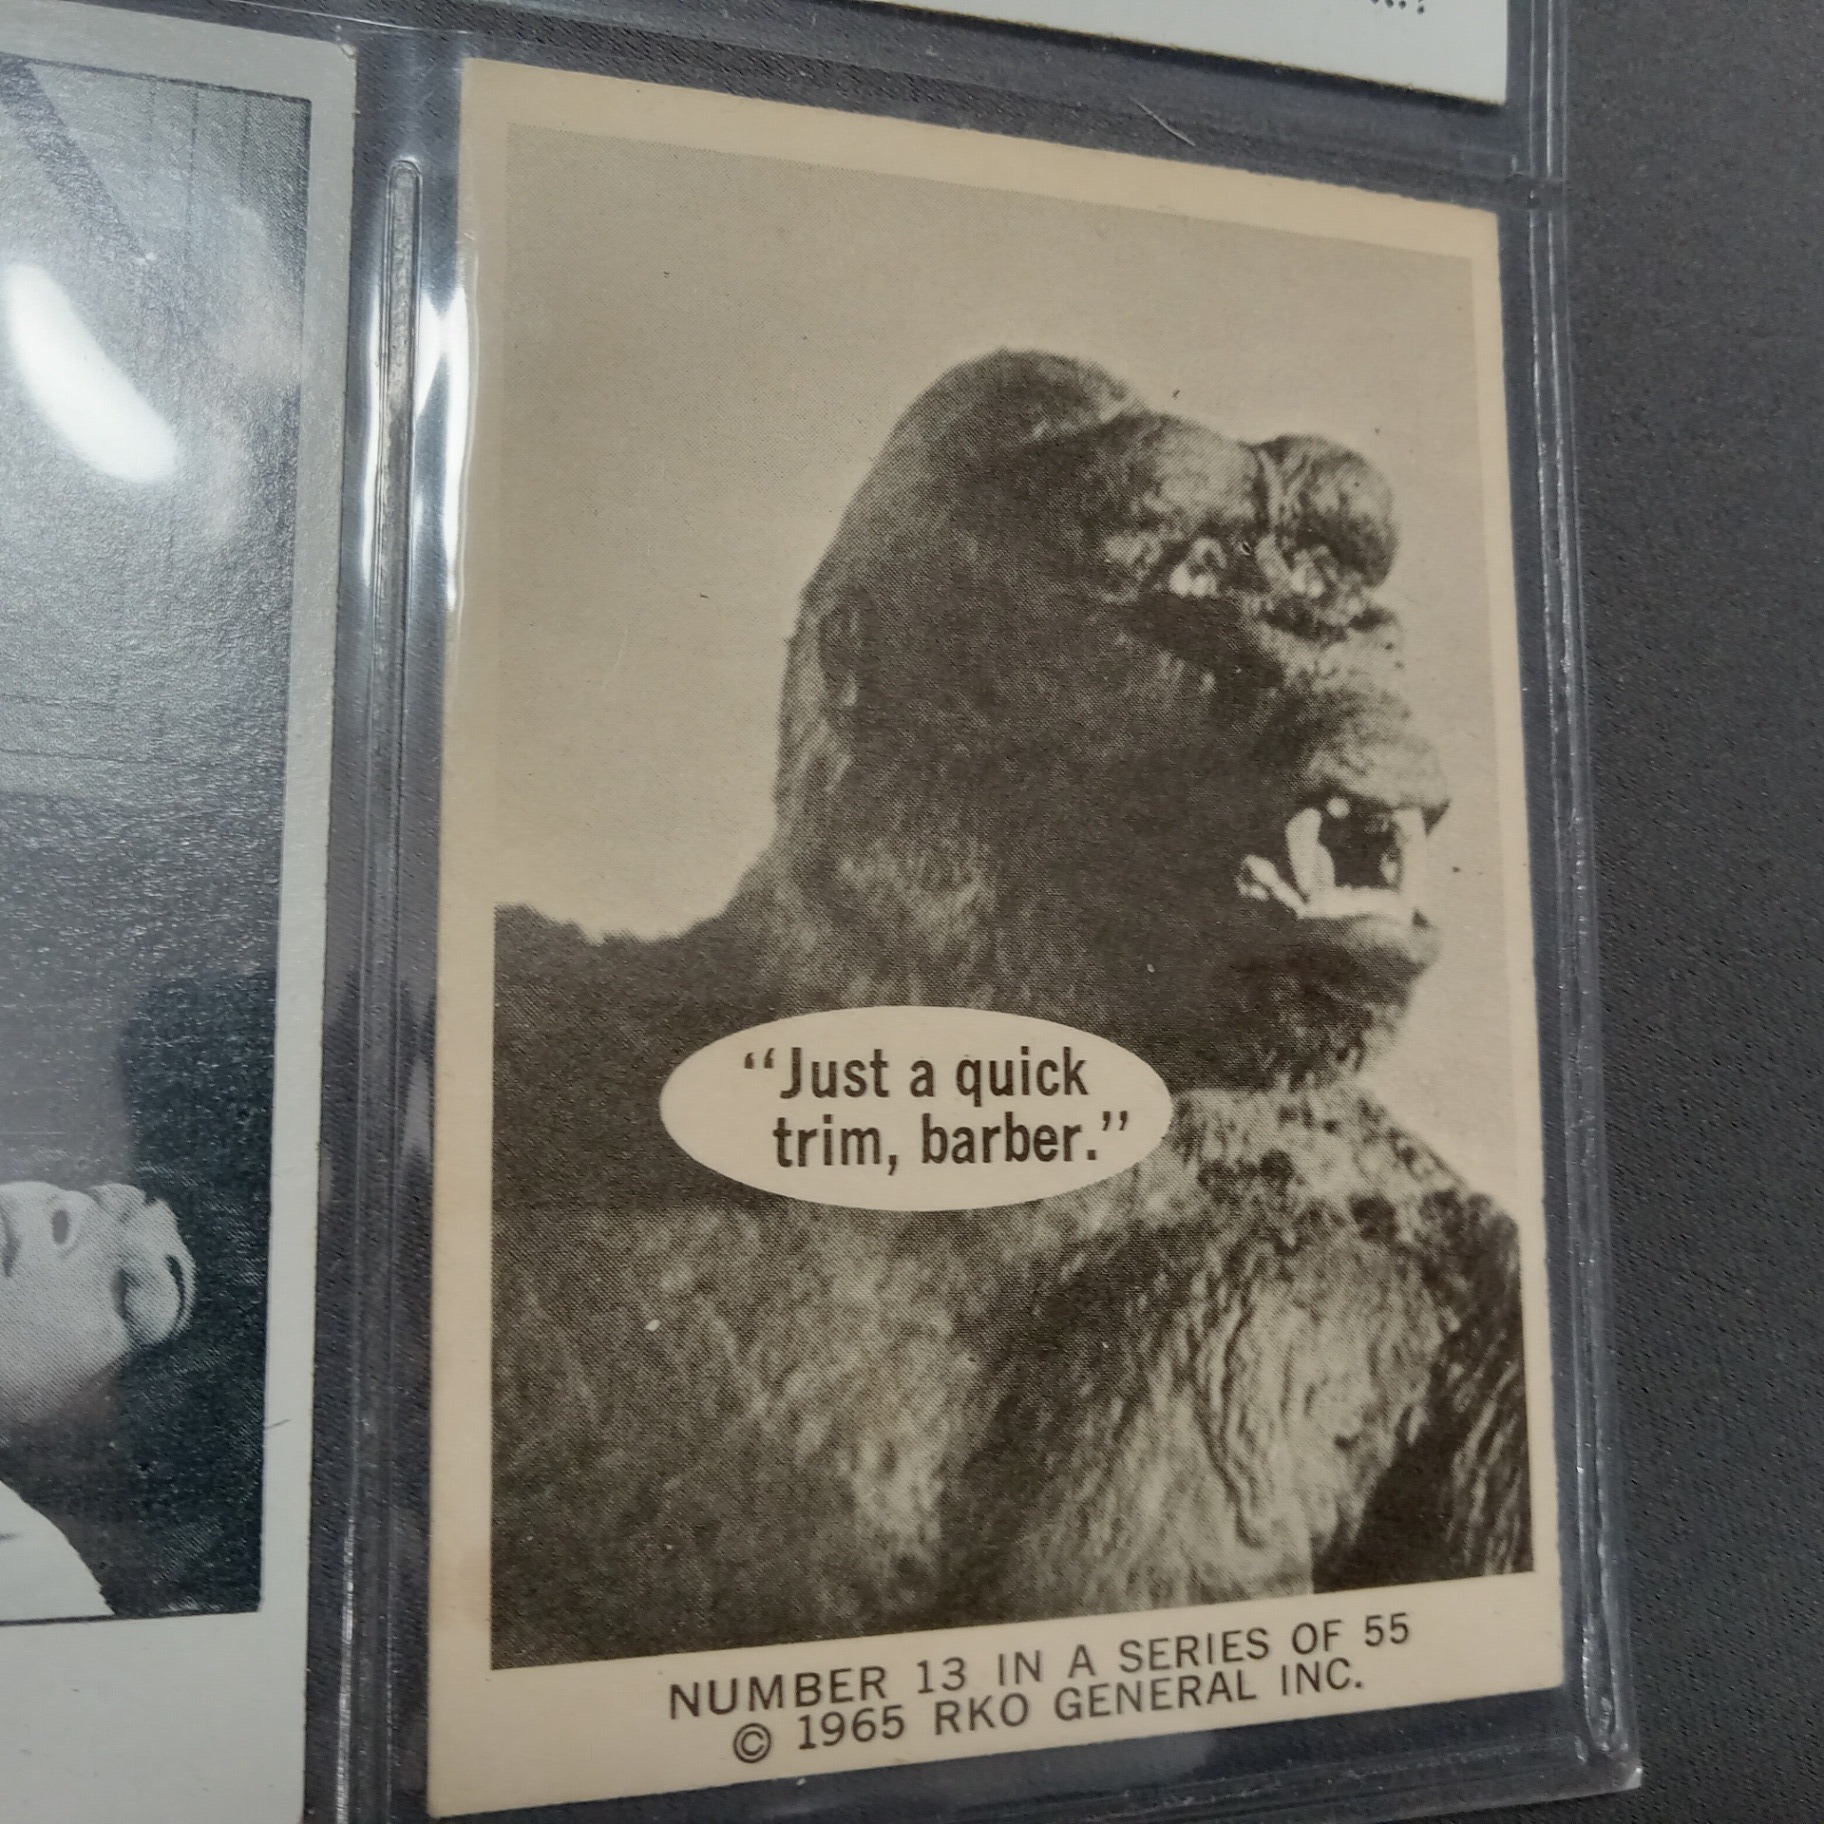 “Just a quick
trim, barber.”
NUMBER 13 IN A SERIES OF 55
© 1965 RKO GENERAL INC.